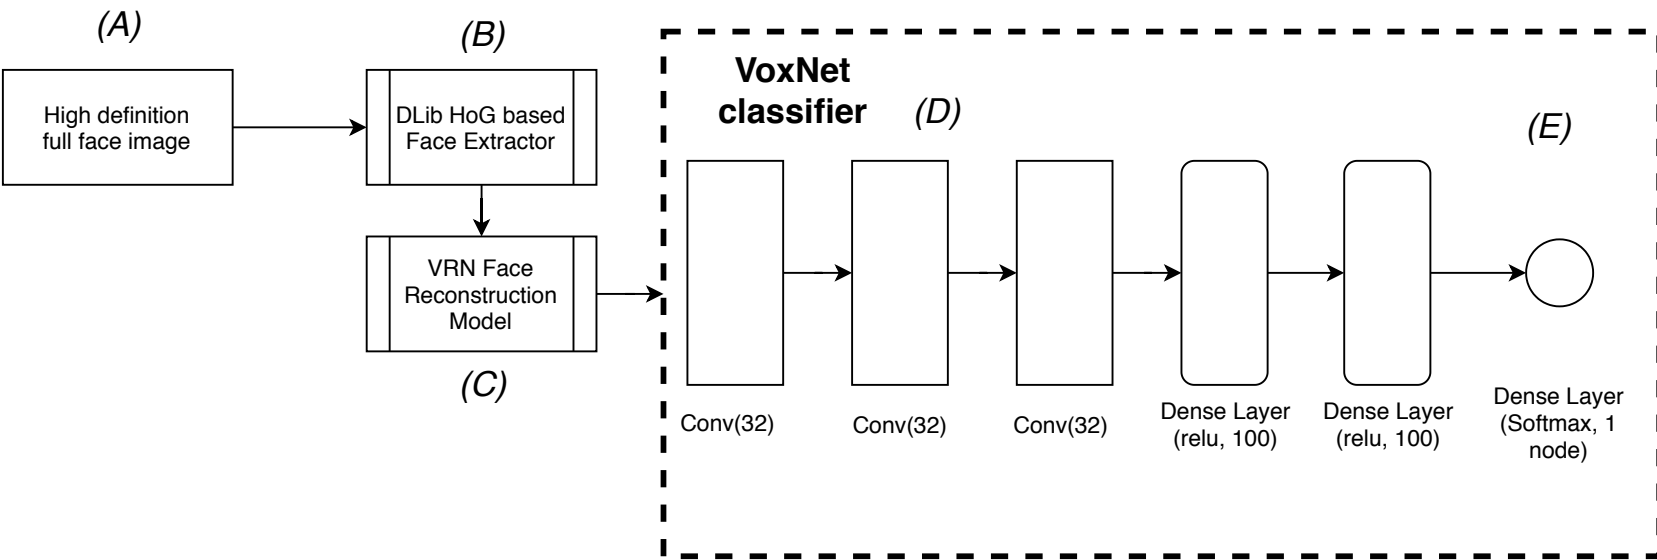 (A)
High definition
full face image
(B)
DLib HoG based
Face Extractor
VRN Face
Reconstruction
Model
(C)
VoxNet
classifier
(D)
(E)
Conv(32)
Conv(32)
Conv(32)
Dense Layer
(relu, 100)
Dense Layer
(relu, 100)
Dense Layer
(Softmax, 1
node)